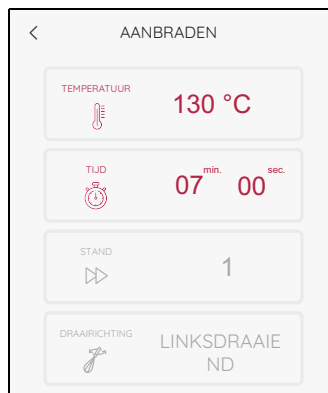 AANBRADEN
TEMPERATUUR
130 °C
TIJD
07 min. 00 sec.
STAND
1
DRAAIRICHTING
LINKSDRAAIE
ND